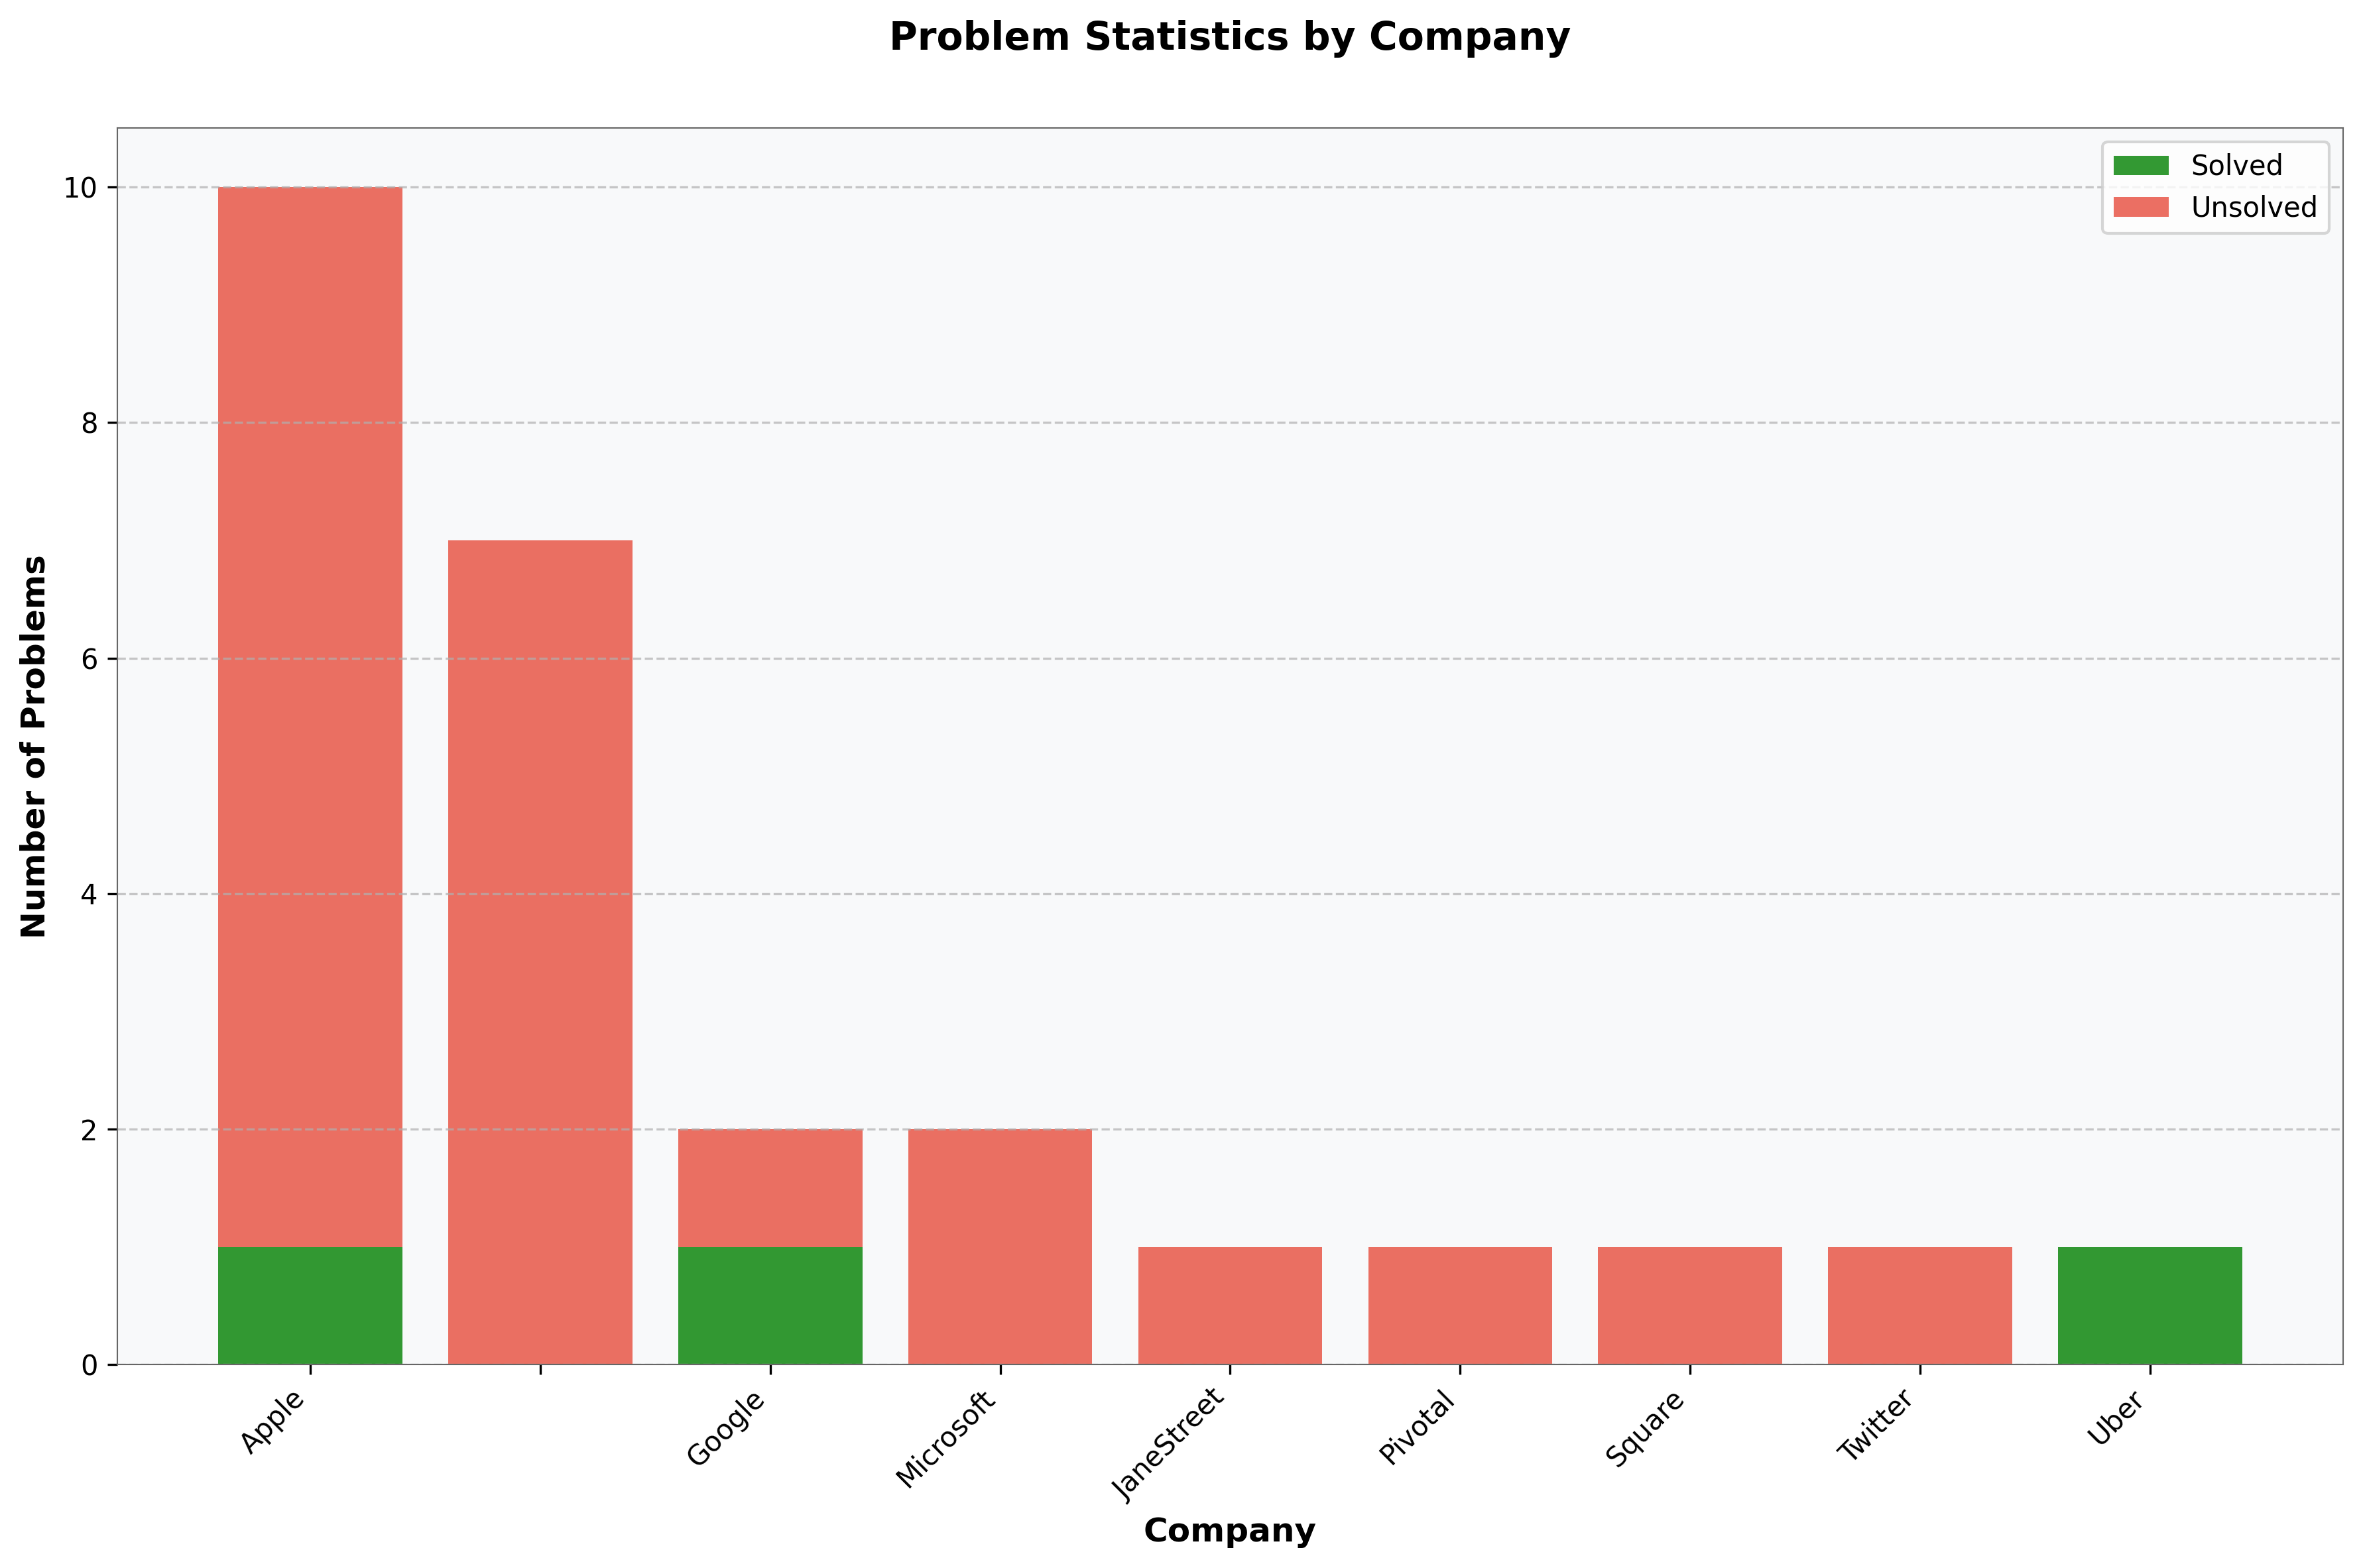 Problem Statistics by Company
Solved
Unsolved
Number of Problems
10
8
6
4
2
0
Apple
Google
Microsoft
JaneStreet
Pivotal
Square
Twitter
Uber
Company